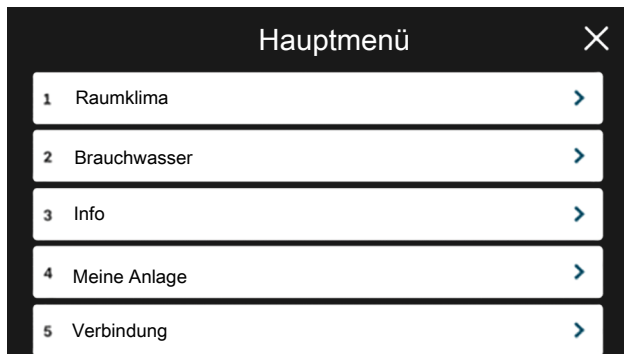 Hauptmenü
1 Raumklima
2 Brauchwasser
3 Info
4 Meine Anlage
5 Verbindung